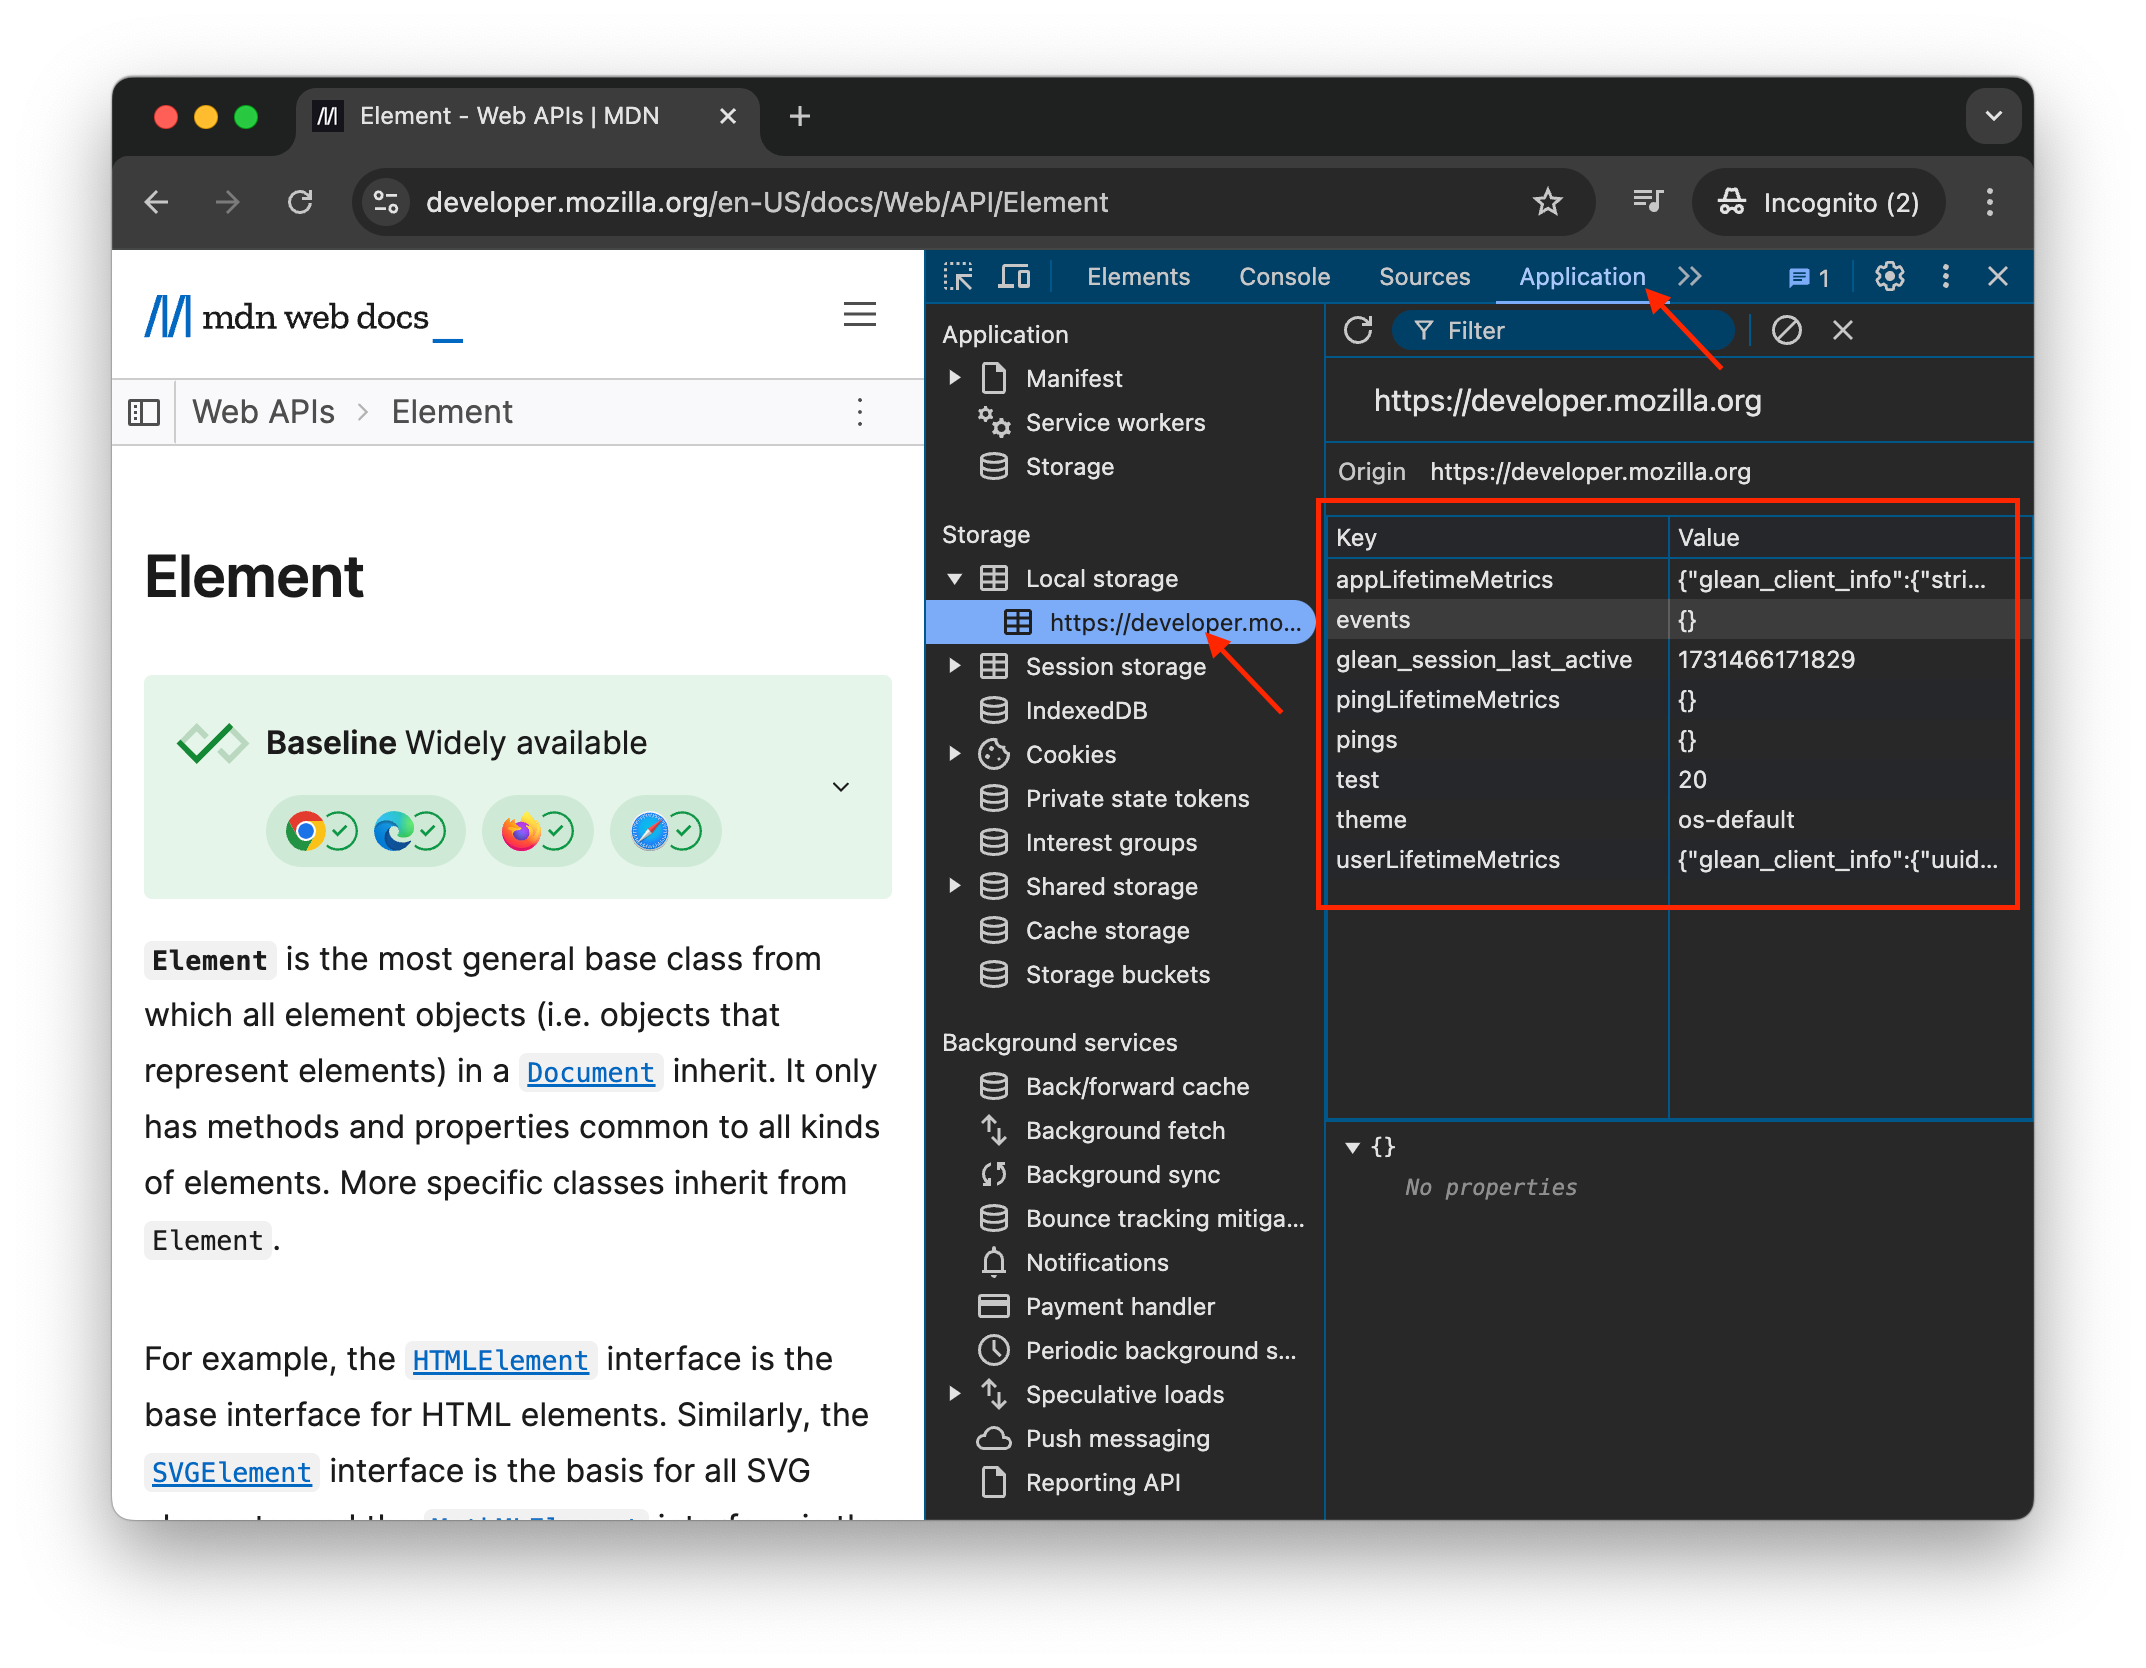 Element - Web APIs | MDN
developer.mozilla.org/en-US/docs/Web/API/Element
Incognito (2)
mdn web docs_
Web APIs
Element
Element
Baseline Widely available
Element is the most general base class from
which all element objects (i.e. objects that
represent elements) in a Document inherit. It only
has methods and properties common to all kinds
of elements. More specific classes inherit from
Element.
For example, the HTMLElement interface is the
base interface for HTML elements. Similarly, the
SVGElement interface is the basis for all SVG
Elements
Console
Sources
Application
1
Application
Manifest
Service workers
Storage
Storage
Local storage
https://developer.mo...
Session storage
IndexedDB
Cookies
Private state tokens
Interest groups
Shared storage
Cache storage
Storage buckets
Background services
Back/forward cache
Background fetch
Background sync
Bounce tracking mitiga...
Notifications
Payment handler
Periodic background s...
Speculative loads
Push messaging
Reporting API
Filter
https://developer.mozilla.org
Origin https://developer.mozilla.org
Key Value
appLifetimeMetrics {"glean_client_info":{"stri...
events {}
glean_session_last_active 1731466171829
pingLifetimeMetrics {}
pings {}
test 20
theme os-default
userLifetimeMetrics {"glean_client_info":{"uuid...
{}
No properties